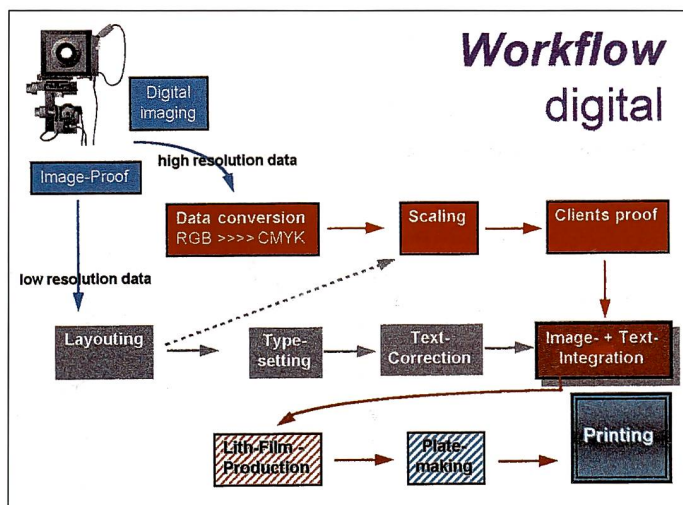 Workflow
digital
Digital
imaging
Image-Proof
high resolution data
Data conversion
RGB >>>> CMYK
Scaling
Clients proof
low resolution data
Layouting
Type-
setting
Text-
Correction
Image- + Text-
Integration
Lith-Film -
Production
Plate-
making
Printing